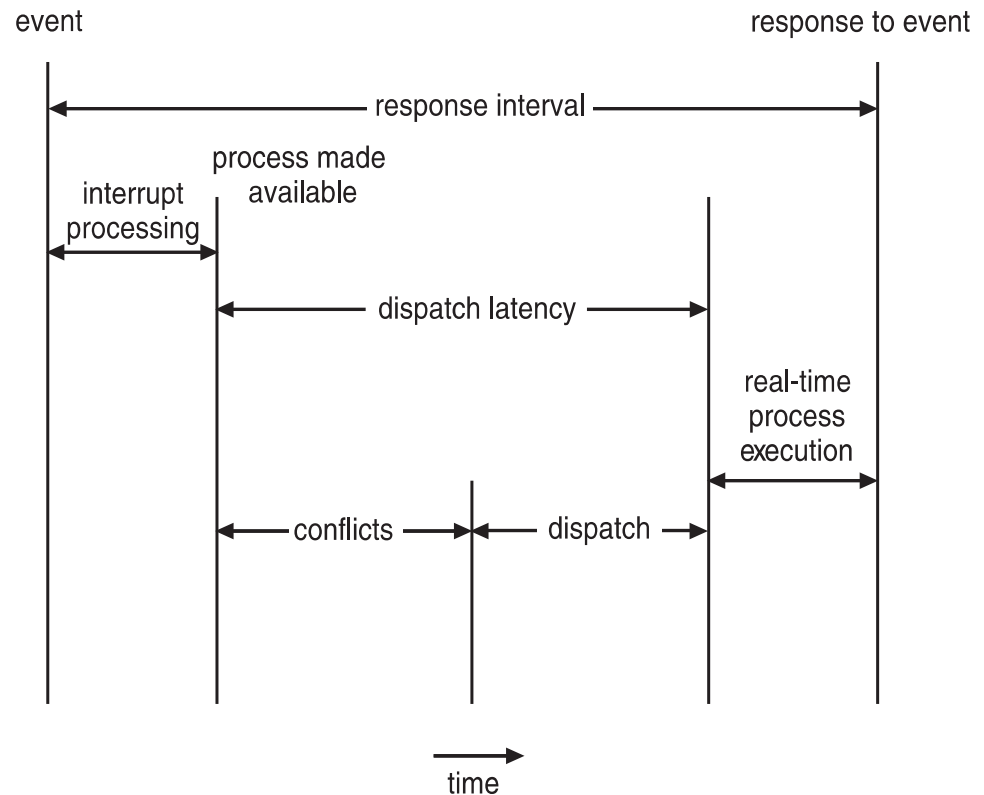 event
response to event
response interval
process made
available
interrupt
processing
dispatch latency
real-time
process
execution
conflicts
dispatch
time